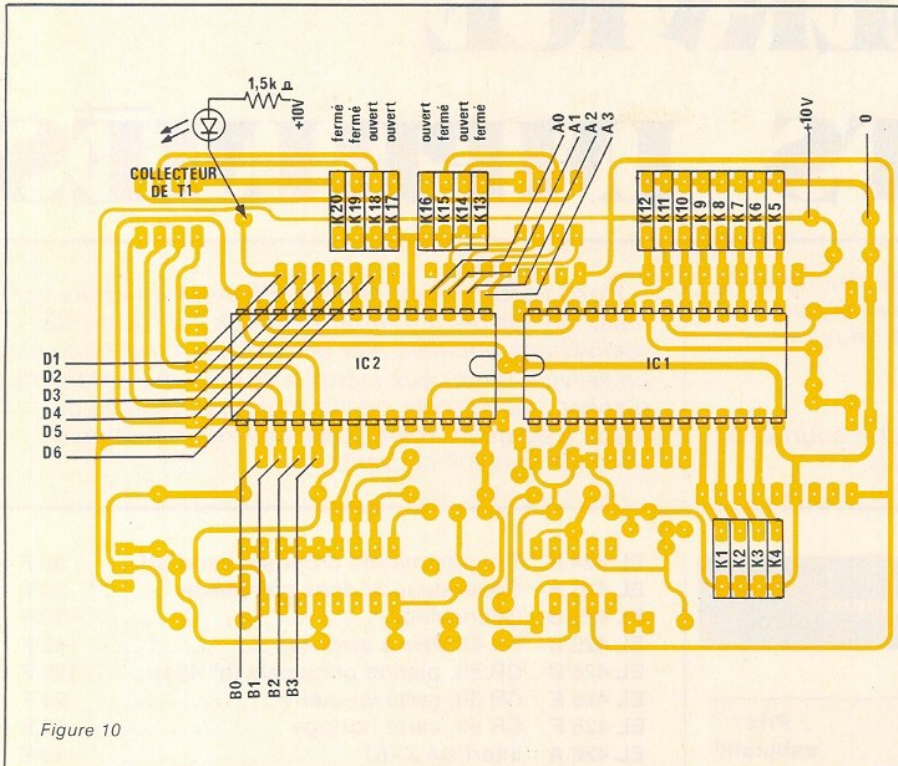 1,5k
+10V
COLLECTEUR
DE T1
fermé
fermé
ouvert
ouvert
ouvert
fermé
ouvert
fermé
A0
A1
A2
A3
+10V
0
K20
K19
K18
K17
K16
K15
K14
K13
K12
K11
K10
K9
K8
K7
K6
K5
IC2
IC1
D1
D2
D3
D4
D5
D6
K1
K2
K3
K4
B0
B1
B2
B3
Figure 10